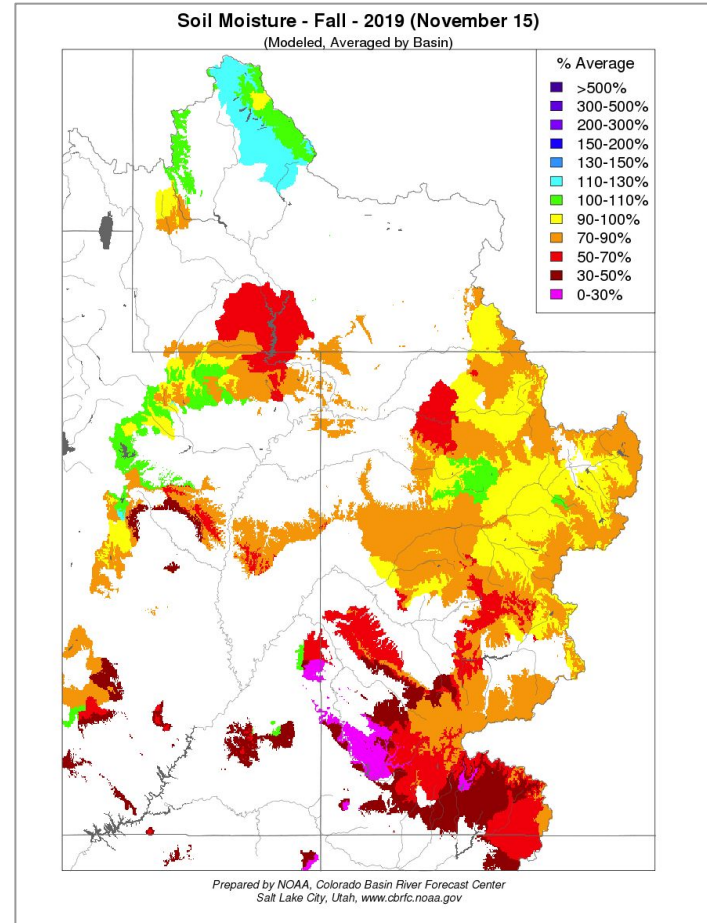 Soil Moisture - Fall - 2019 (November 15)
(Modeled, Averaged by Basin)
% Average
>500%
300-500%
200-300%
150-200%
130-150%
110-130%
100-110%
90-100%
70-90%
50-70%
30-50%
0-30%
Prepared by NOAA, Colorado Basin River Forecast Center
Salt Lake City, Utah, www.cbrfc.noaa.gov